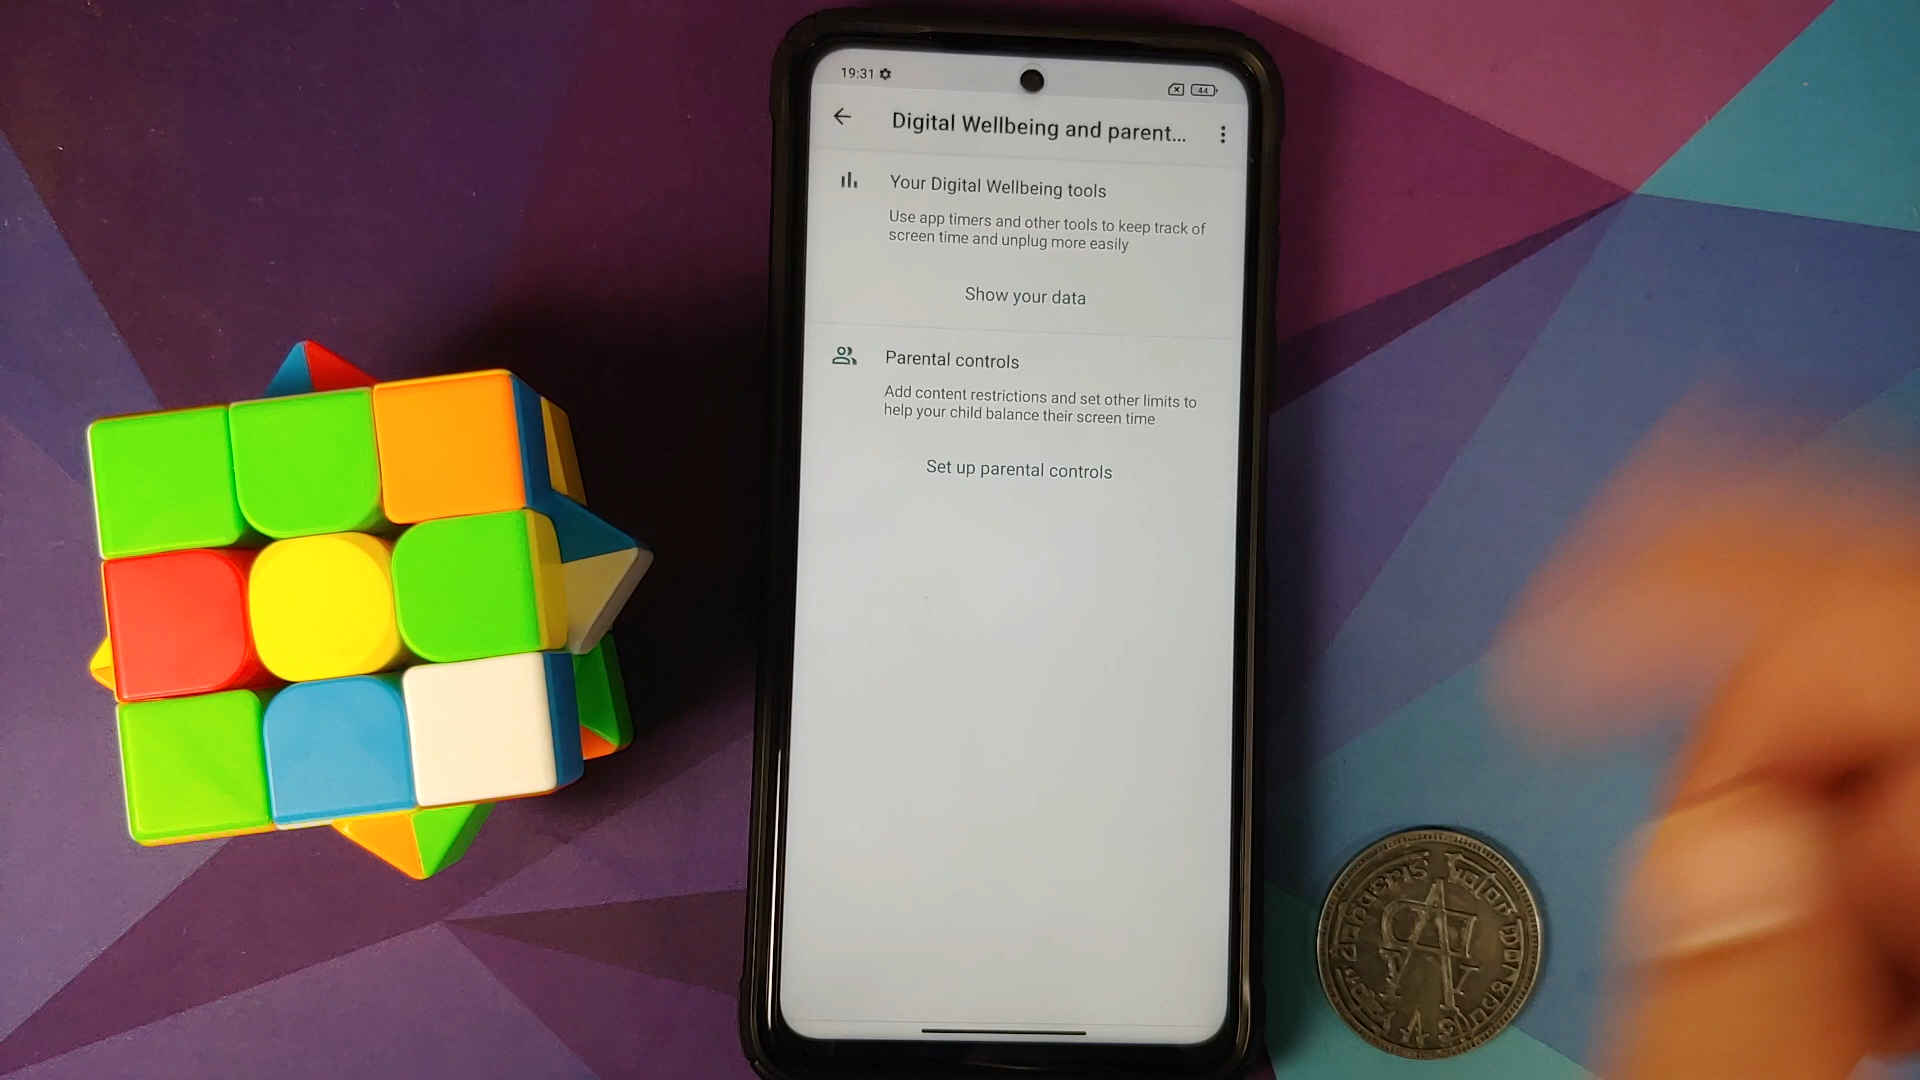 19:31
44
Digital Wellbeing and parent...
Your Digital Wellbeing tools
Use app timers and other tools to keep track of
screen time and unplug more easily
Show your data
Parental controls
Add content restrictions and set other limits to
help your child balance their screen time
Set up parental controls